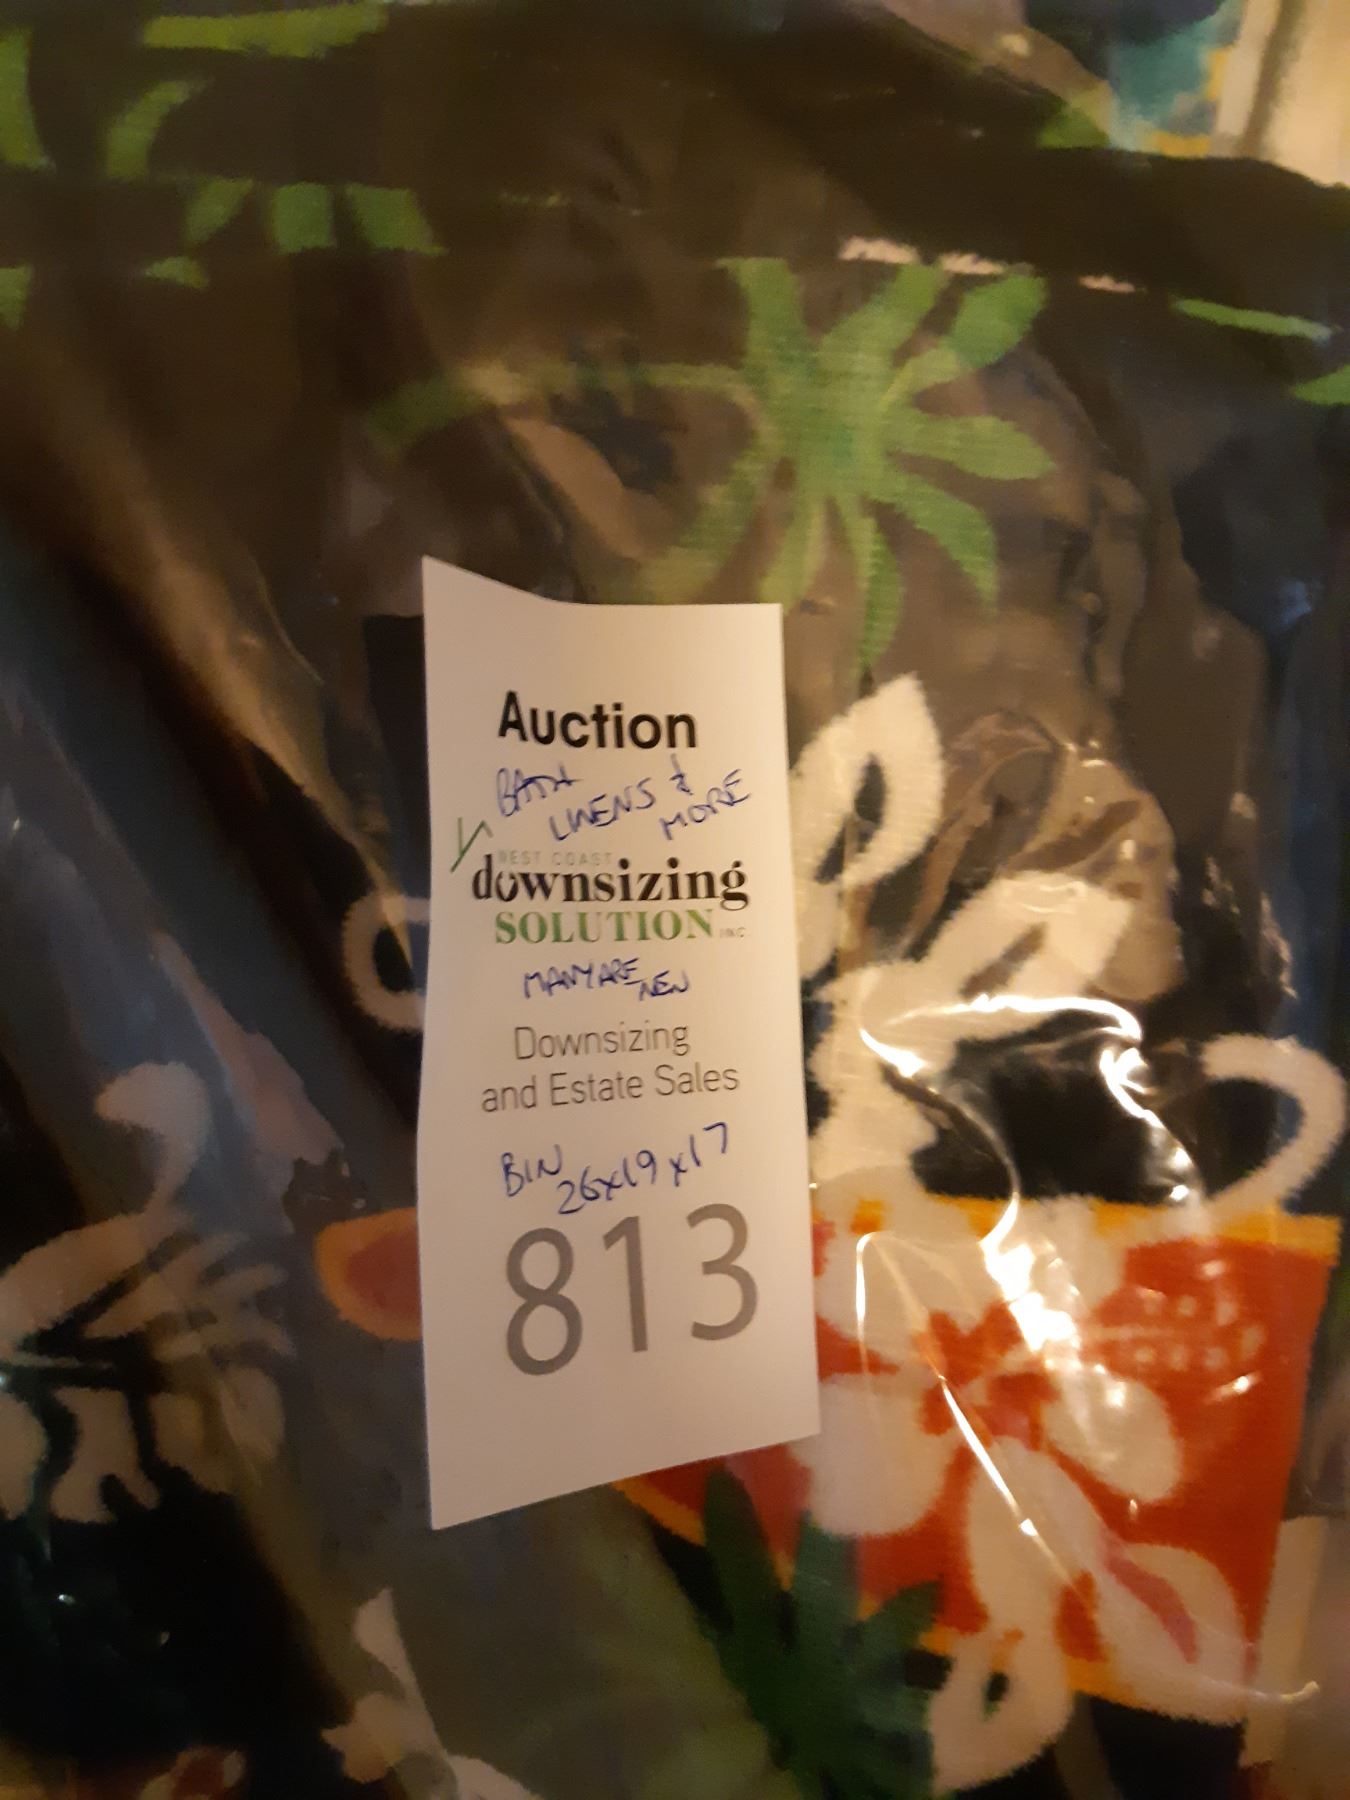 Auction
BATH
LINENS &
MORE
WEST COAST
downsizing
SOLUTION INC.
MANY ARE
NEW
Downsizing
and Estate Sales
BIN
26x19x17
813